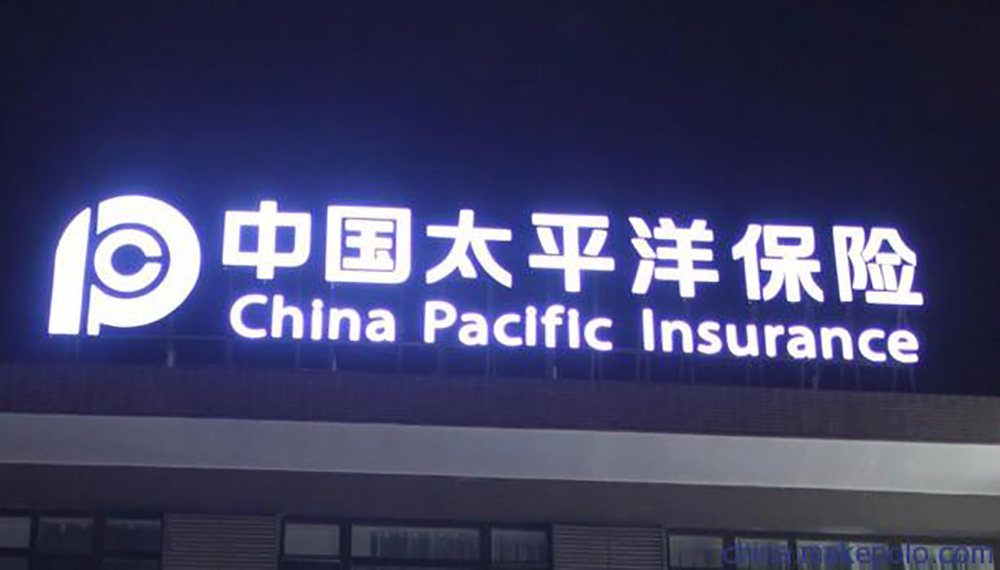 中国太平洋保险
China Pacific Insurance
china.makepolo.com